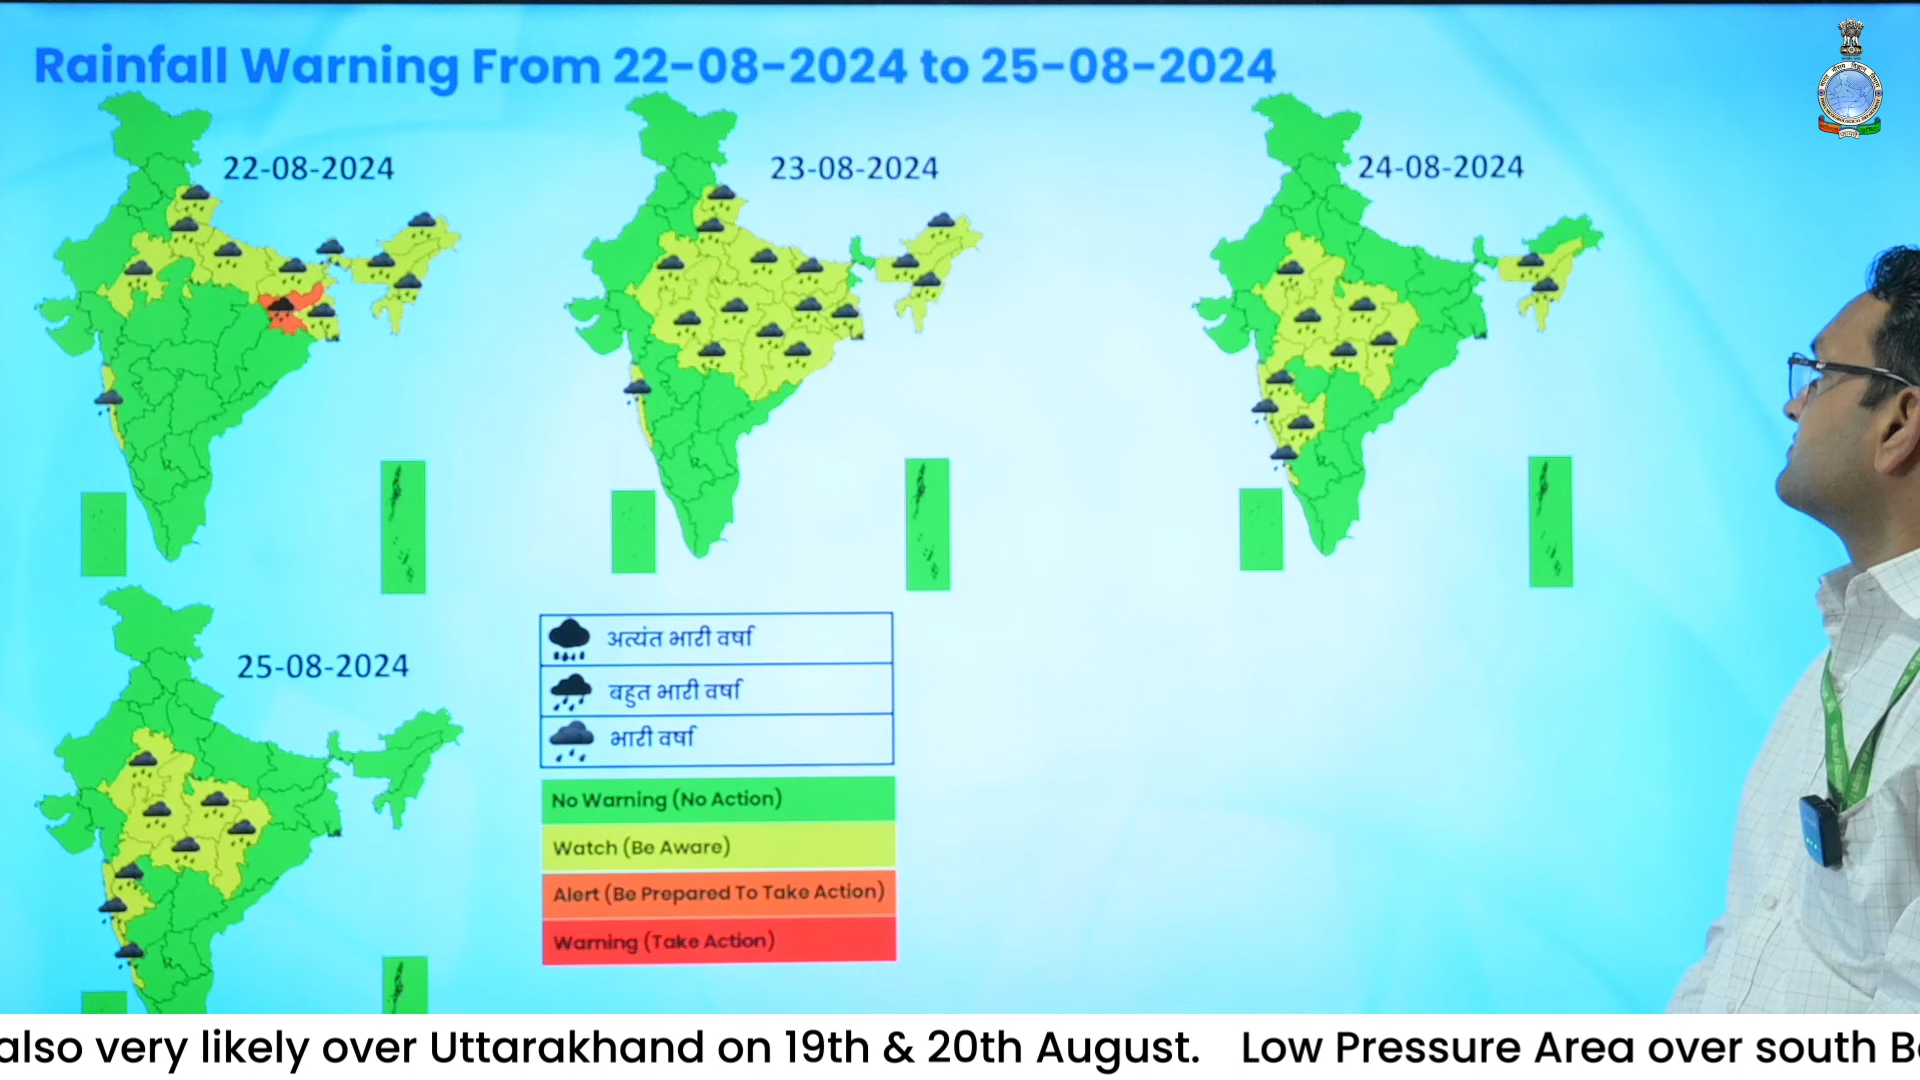 Rainfall Warning From 22-08-2024 to 25-08-2024
22-08-2024
23-08-2024
24-08-2024
25-08-2024
अत्यंत भारी वर्षा
बहुत भारी वर्षा
भारी वर्षा
No Warning (No Action)
Watch (Be Aware)
Alert (Be Prepared To Take Action)
Warning (Take Action)
also very likely over Uttarakhand on 19th & 20th August. Low Pressure Area over south